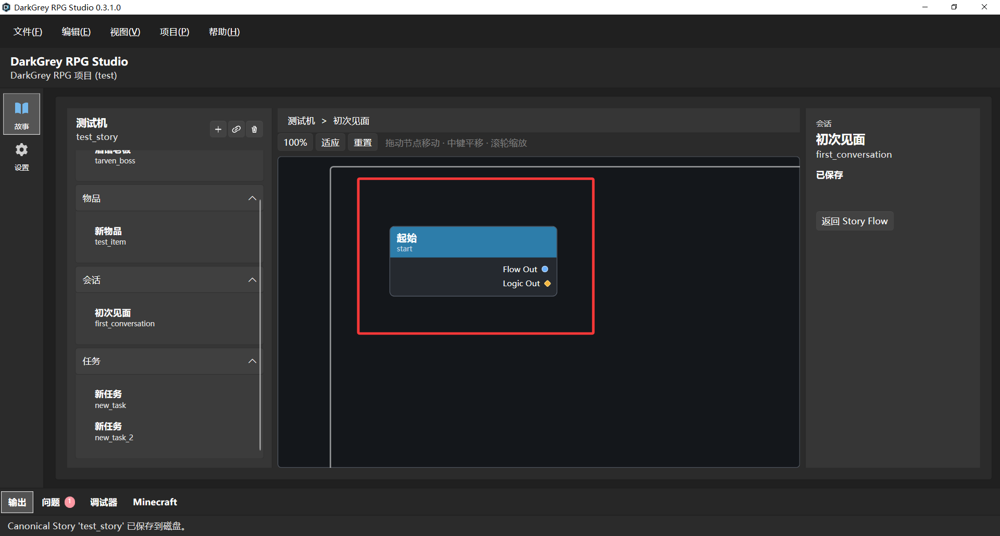 DarkGrey RPG Studio 0.3.1.0
文件(F) 编辑(E) 视图(V) 项目(P) 帮助(H)
DarkGrey RPG Studio
DarkGrey RPG 项目 (test)
故事
设置
测试机
test_story
酒馆老板
tarven_boss
物品
新物品
test_item
会话
初次见面
first_conversation
任务
新任务
new_task
新任务
new_task_2
测试机 > 初次见面
100% 适应 重置 拖动节点移动 · 中键平移 · 滚轮缩放
起始
start
Flow Out
Logic Out
会话
初次见面
first_conversation
已保存
返回 Story Flow
输出 问题 1 调试器 Minecraft
Canonical Story 'test_story' 已保存到磁盘。